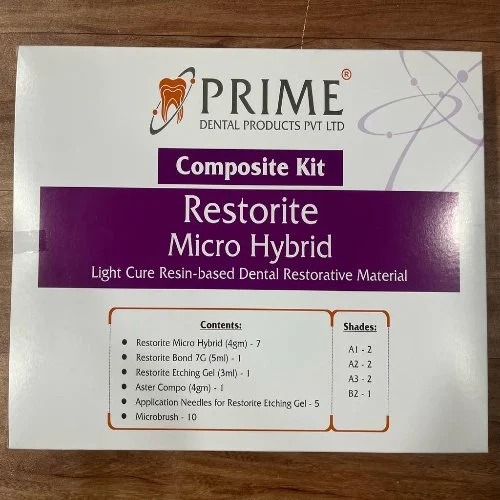 PRIME®
DENTAL PRODUCTS PVT LTD
Composite Kit
Restorite
Micro Hybrid
Light Cure Resin-based Dental Restorative Material
Contents:
• Restorite Micro Hybrid (4gm) - 7
• Restorite Bond 7G (5ml) - 1
• Restorite Etching Gel (3ml) - 1
• Aster Compo (4gm) - 1
• Application Needles for Restorite Etching Gel - 5
• Microbrush - 10
Shades:
A1 - 2
A2 - 2
A3 - 2
B2 - 1